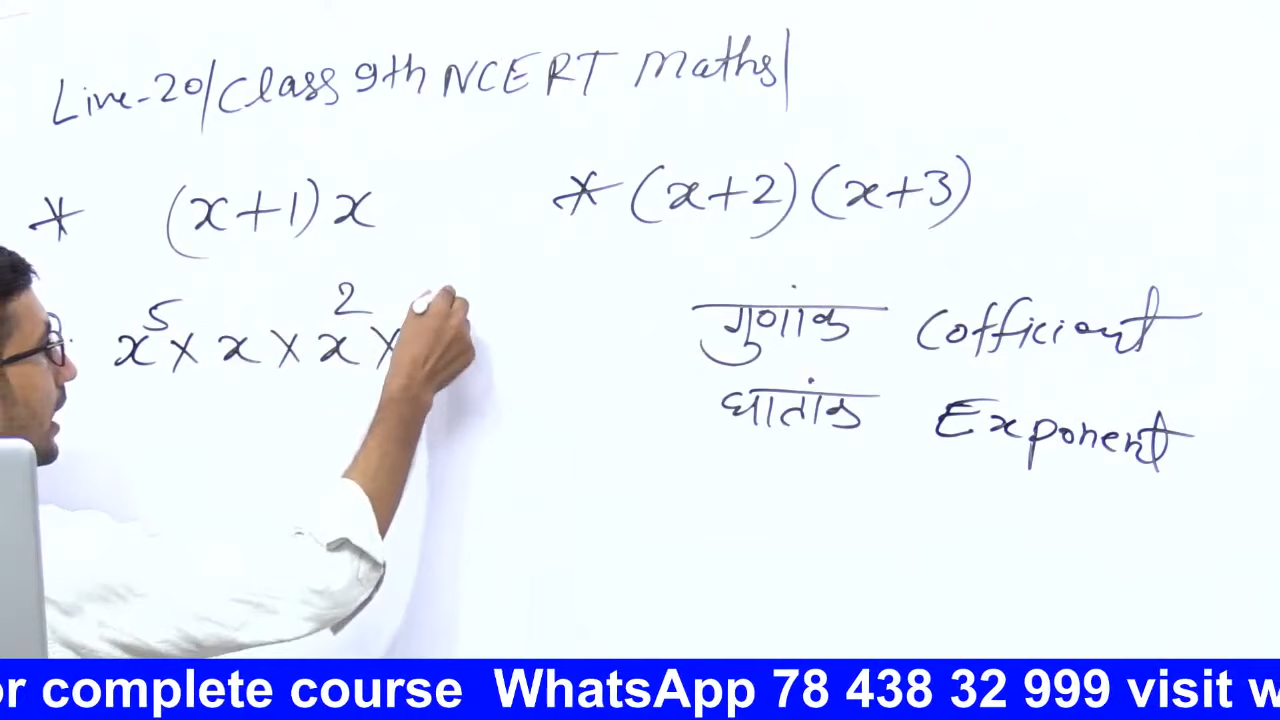 Live-20/Class 9th NCERT Maths|
* (x+1)x * (x+2)(x+3)
x⁵ × x × x² ×
गुणांक Cofficient
घातांक Exponent
or complete course WhatsApp 78 438 32 999 visit w